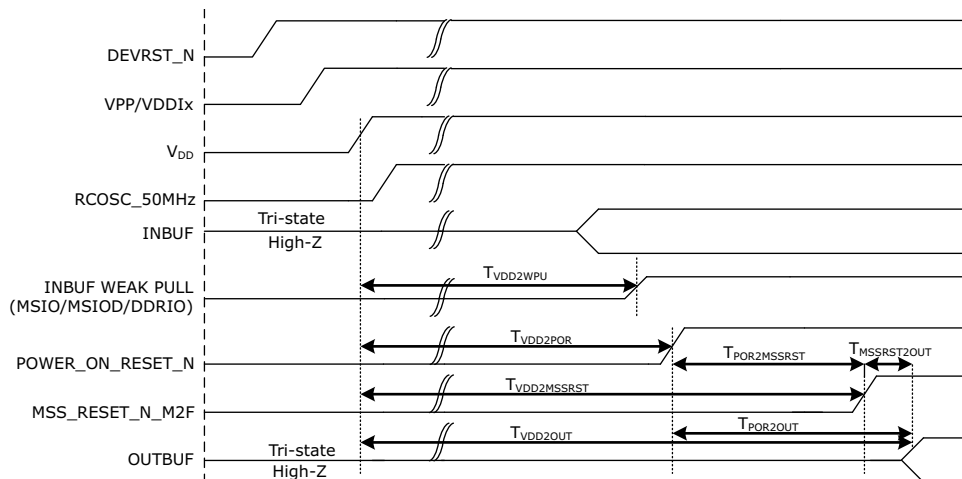 DEVRST_N
VPP/VDDIx
VDD
RCOSC_50MHz
Tri-state
INBUF
High-Z
TVDD2WPU
INBUF WEAK PULL
(MSIO/MSIOD/DDRIO)
TVDD2POR
TPOR2MSSRST
TMSSRST2OUT
POWER_ON_RESET_N
TVDD2MSSRST
MSS_RESET_N_M2F
TPOR2OUT
TVDD2OUT
Tri-state
OUTBUF
High-Z